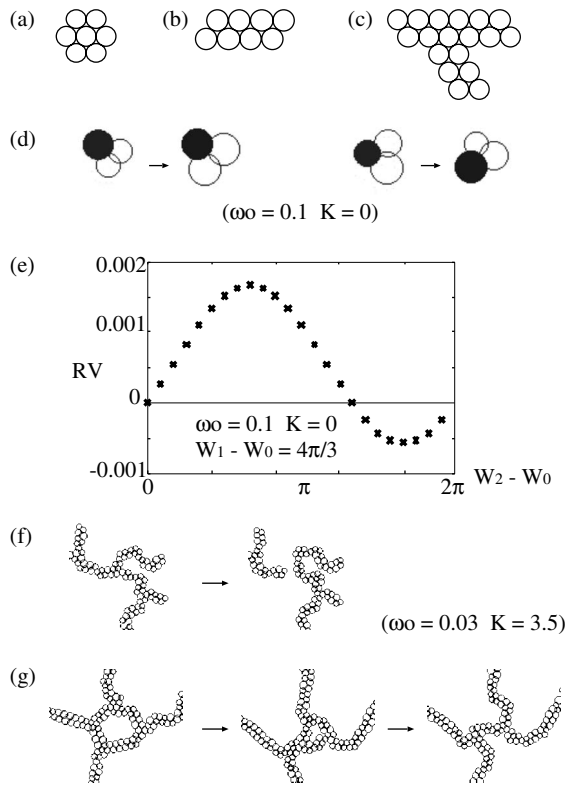 (a) (b) (c)
(d)
(ωo = 0.1 K = 0)
(e)
0.002
0.001
RV
0
ωo = 0.1 K = 0
W1 - W0 = 4π/3
-0.001
0 π 2π W2 - W0
(f)
(ωo = 0.03 K = 3.5)
(g)